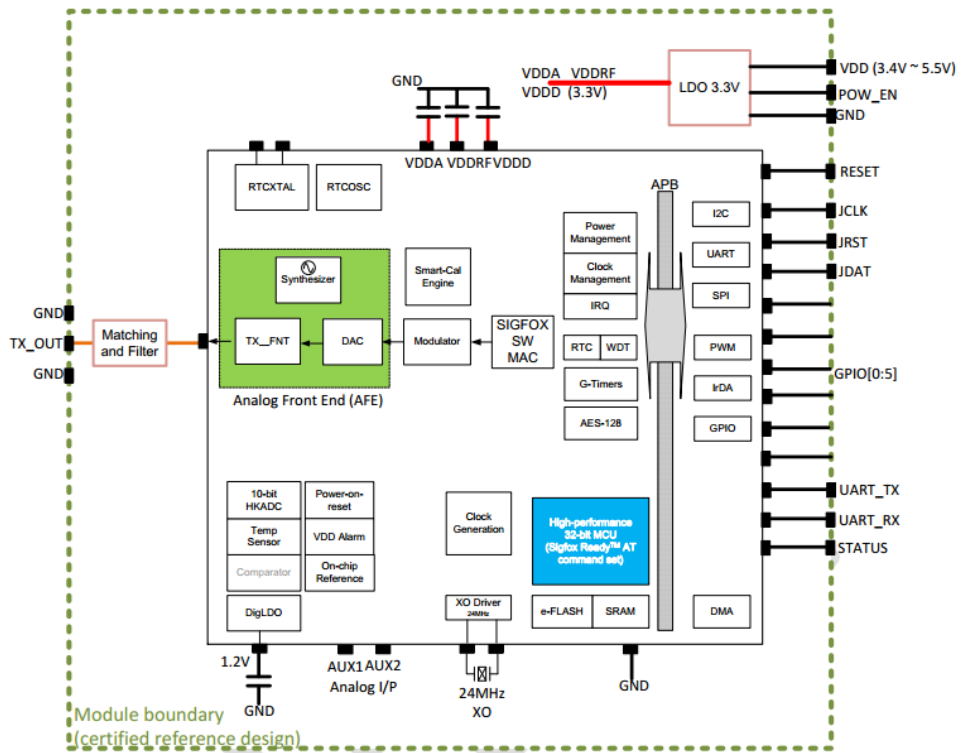 GND
VDDA VDDRF
VDDD (3.3V)
LDO 3.3V
VDD (3.4V ~ 5.5V)
POW_EN
GND
VDDA VDDRF VDDD
RTCXTAL
RTCOSC
APB
RESET
JCLK
JRST
JDAT
Power
Management
Clock
Management
IRQ
I2C
UART
SPI
Synthesizer
Smart-Cal
Engine
GND
TX_OUT
GND
Matching
and Filter
TX__FNT
DAC
Modulator
SIGFOX
SW
MAC
RTC
WDT
PWM
G-Timers
IrDA
GPIO[0:5]
Analog Front End (AFE)
AES-128
GPIO
10-bit
HKADC
Power-on-
reset
Temp
Sensor
VDD Alarm
Comparator
On-chip
Reference
DigLDO
Clock
Generation
High-performance
32-bit MCU
(Sigfox Ready™ AT
command set)
UART_TX
UART_RX
STATUS
XO Driver
24MHz
e-FLASH
SRAM
DMA
1.2V
GND
AUX1 AUX2
Analog I/P
24MHz
XO
GND
Module boundary
(certified reference design)